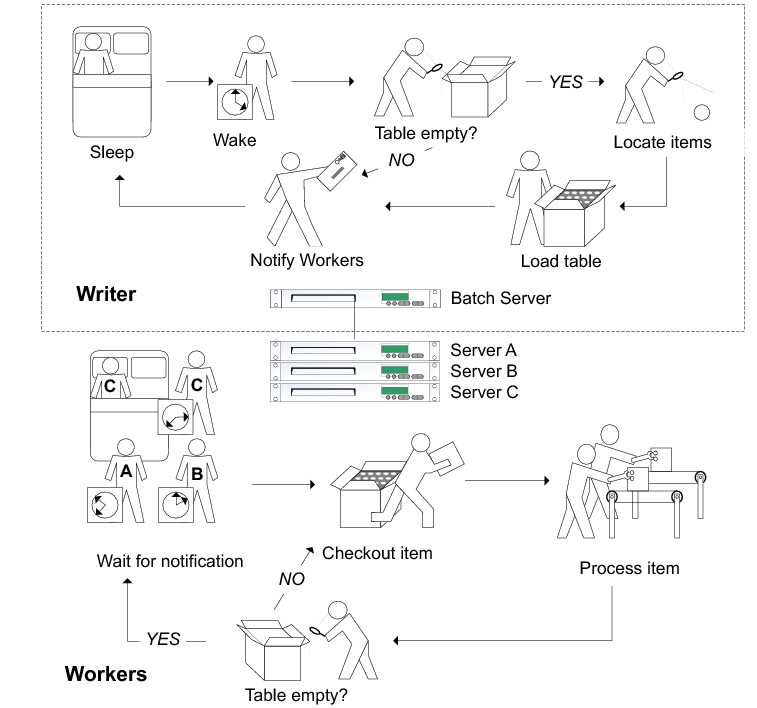 Sleep
Wake
Table empty?
YES
Locate items
NO
Notify Workers
Load table
Writer
Batch Server
Server A
Server B
Server C
C
C
A
B
Wait for notification
Checkout item
Process item
NO
YES
Workers
Table empty?